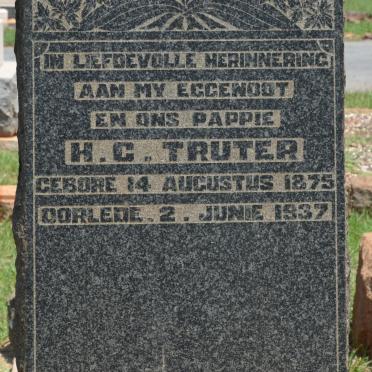 IN LIEFDEVOLLE HERINNERING
AAN MY EGGENOOT
EN ONS PAPPIE
H.C. TRUTER
GEBORE 14 AUGUSTUS 1875
OORLEDE. 2. JUNIE 1937